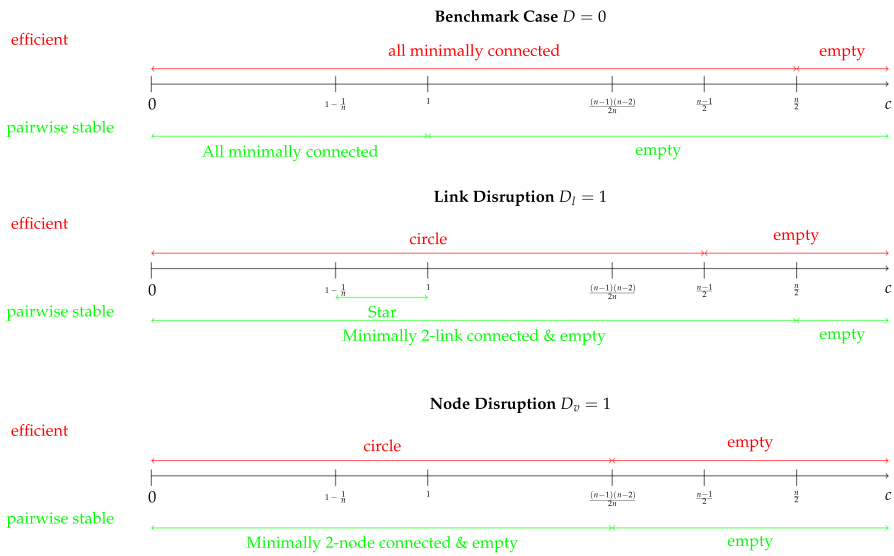 Benchmark Case D = 0
efficient
all minimally connected
empty
0
1 − 1/n
1
(n−1)(n−2)/2n
n−1/2
n/2
c
pairwise stable
All minimally connected
empty
Link Disruption D_l = 1
efficient
circle
empty
0
1 − 1/n
1
(n−1)(n−2)/2n
n−1/2
n/2
c
pairwise stable
Star
Minimally 2-link connected & empty
empty
Node Disruption D_v = 1
efficient
circle
empty
0
1 − 1/n
1
(n−1)(n−2)/2n
n−1/2
n/2
c
pairwise stable
Minimally 2-node connected & empty
empty